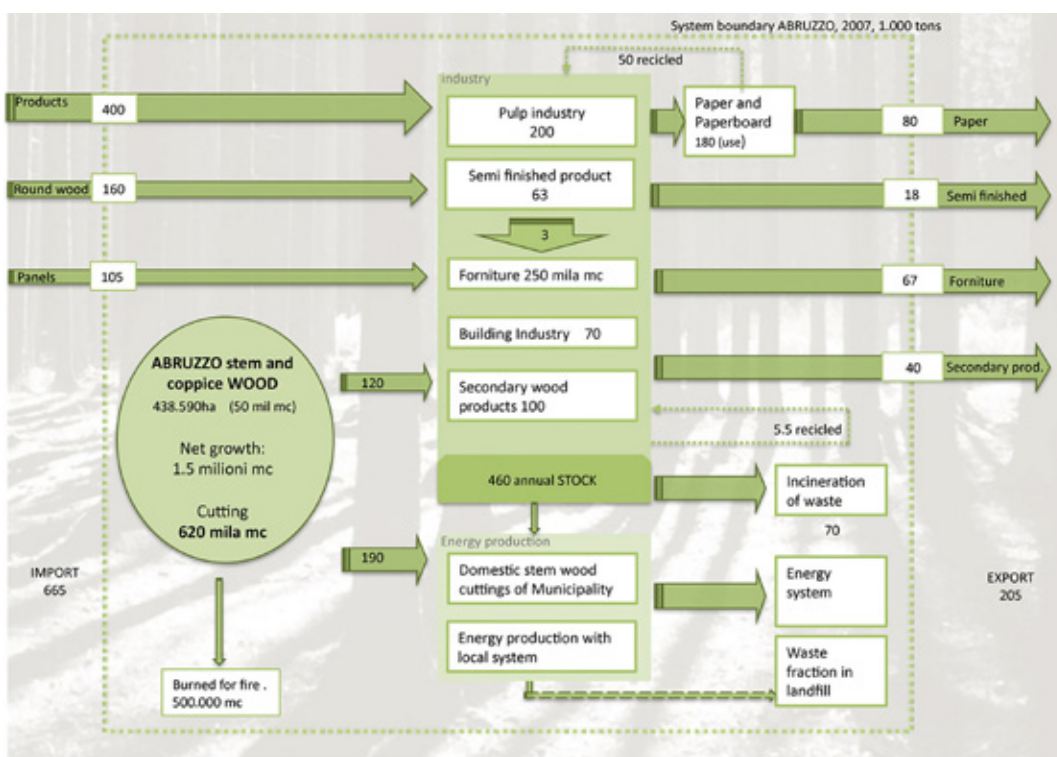 System boundary ABRUZZO, 2007, 1.000 tons
50 recicled
industry
Products
400
Pulp industry
200
Paper and
Paperboard
180 (use)
80
Paper
Round wood
160
Semi finished product
63
18
Semi finished
3
Panels
105
Forniture 250 mila mc
67
Forniture
Building Industry 70
ABRUZZO stem and
coppice WOOD
438.590ha (50 mil mc)
Net growth:
1.5 milioni mc
Cutting
620 mila mc
120
Secondary wood
products 100
40
Secondary prod.
5.5 recicled
460 annual STOCK
Incineration
of waste
70
Energy production
190
Domestic stem wood
cuttings of Municipality
Energy
system
IMPORT
665
EXPORT
205
Energy production with
local system
Waste
fraction in
landfill
Burned for fire .
500.000 mc